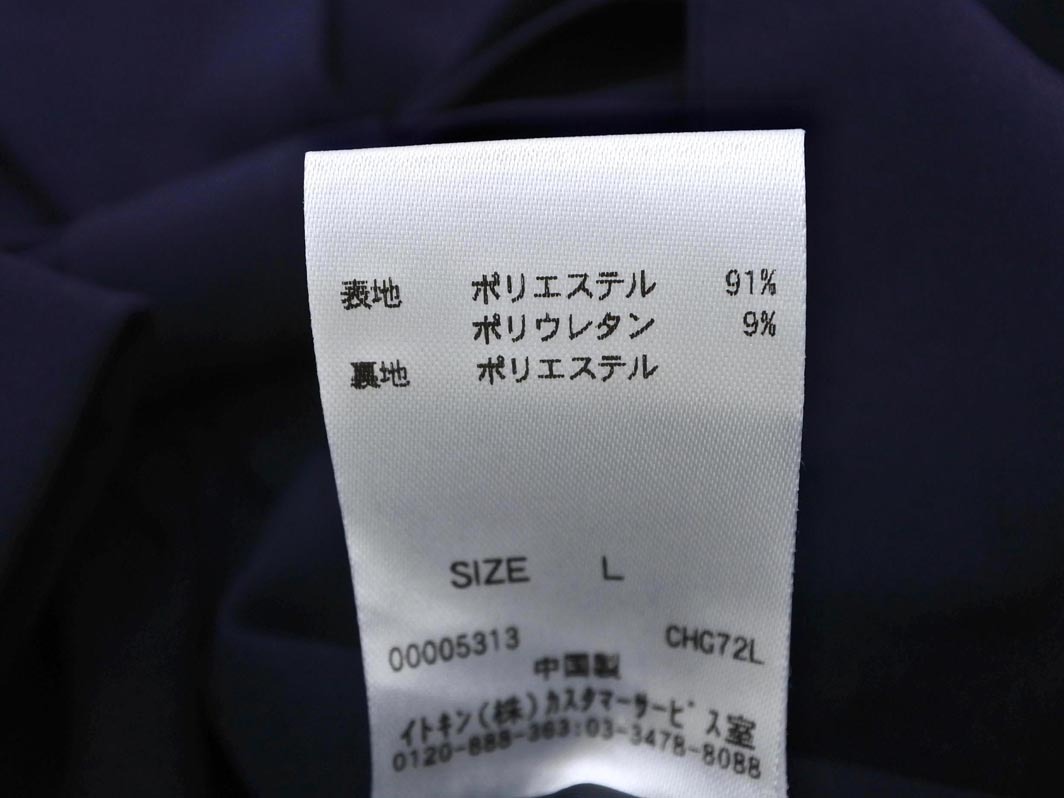 表地 ポリエステル 91%
ポリウレタン 9%
裏地 ポリエステル
SIZE L
00005313 CHG72L
中国製
イトキン(株)カスタマーサービス室
0120-888-363:03-3478-8088